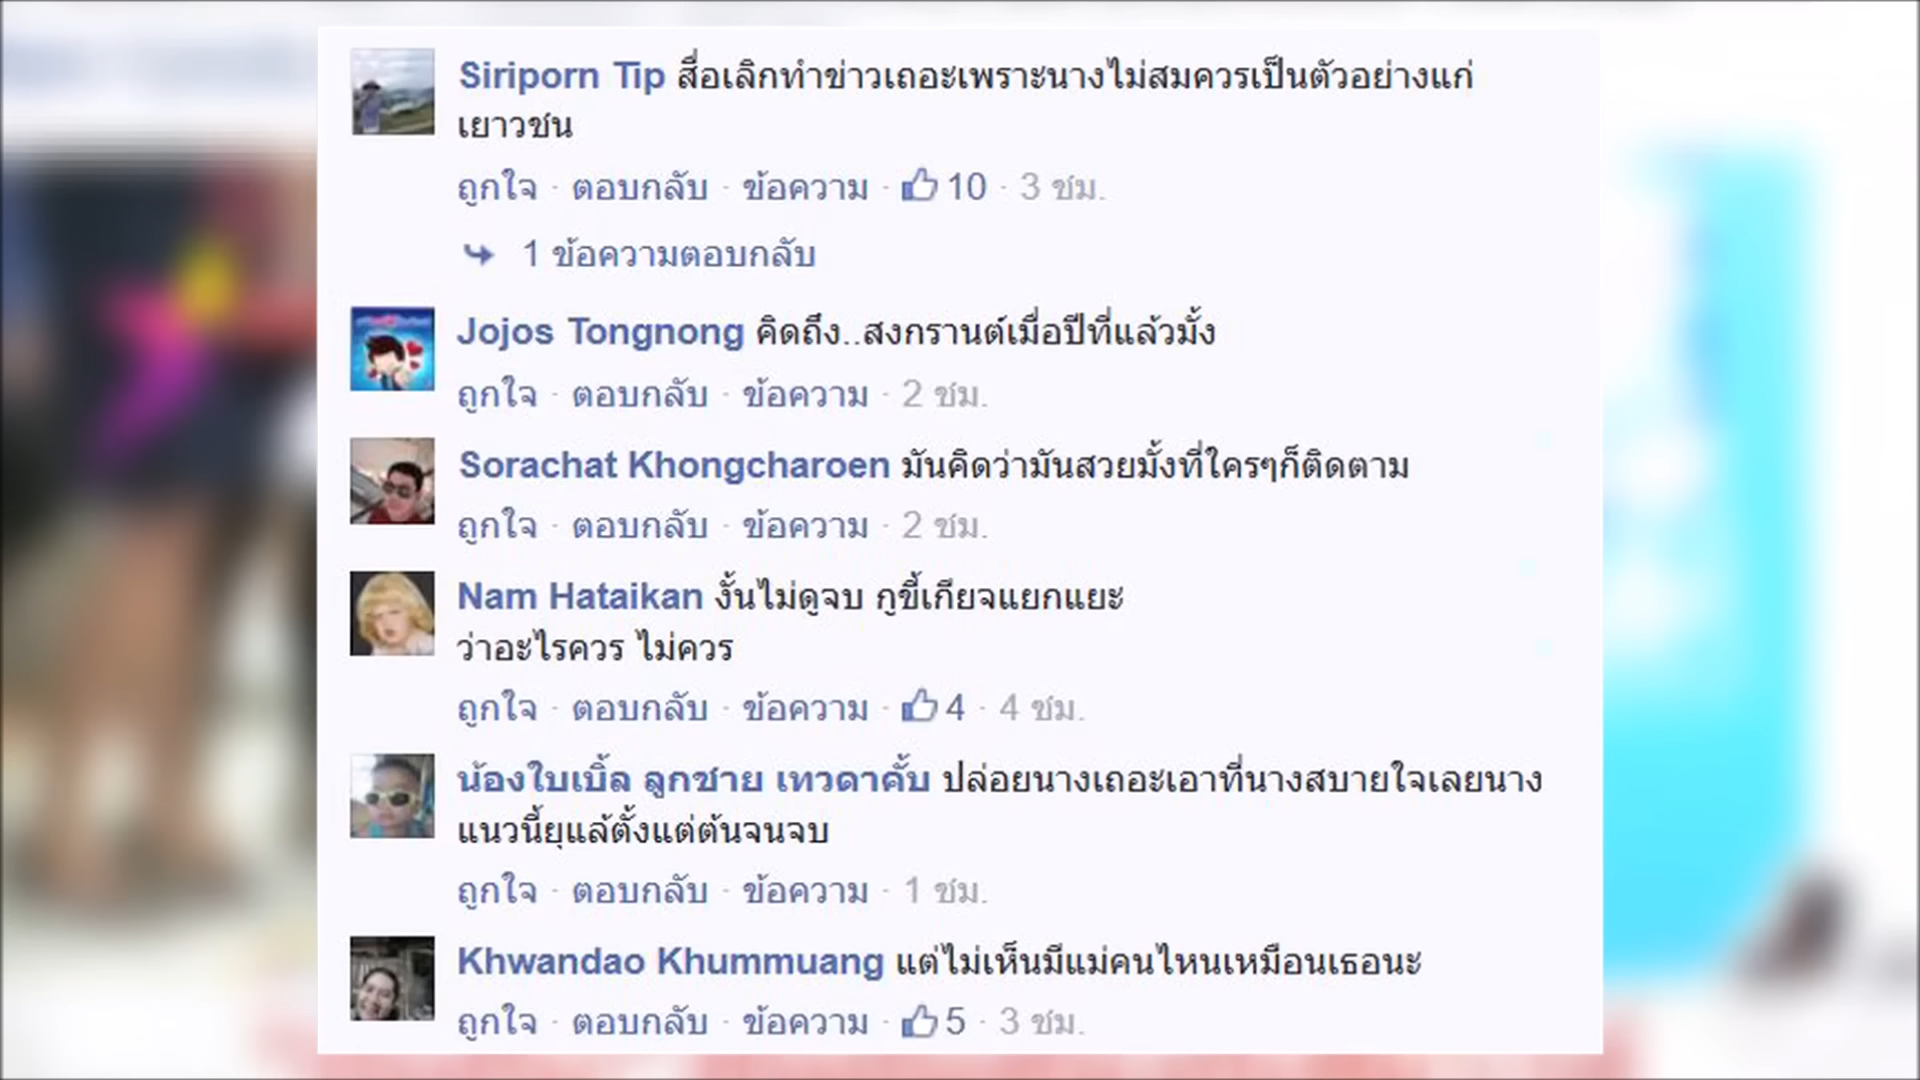 Siriporn Tip สื่อเลิกทำข่าวเถอะเพราะนางไม่สมควรเป็นตัวอย่างแก่
เยาวชน
ถูกใจ · ตอบกลับ · ข้อความ · 10 · 3 ชม.
1 ข้อความตอบกลับ
Jojos Tongnong คิดถึง..สงกรานต์เมื่อปีที่แล้วมั้ง
ถูกใจ · ตอบกลับ · ข้อความ · 2 ชม.
Sorachat Khongcharoen มันคิดว่ามันสวยมั้งที่ใครๆก็ติดตาม
ถูกใจ · ตอบกลับ · ข้อความ · 2 ชม.
Nam Hataikan งั้นไม่ดูจบ กูขี้เกียจแยกแยะ
ว่าอะไรควร ไม่ควร
ถูกใจ · ตอบกลับ · ข้อความ · 4 · 4 ชม.
น้องใบเบิ้ล ลูกชาย เทวดาคั้บ ปล่อยนางเถอะเอาที่นางสบายใจเลยนาง
แนวนี้ยุแล้ตั้งแต่ต้นจนจบ
ถูกใจ · ตอบกลับ · ข้อความ · 1 ชม.
Khwandao Khummuang แต่ไม่เห็นมีแม่คนไหนเหมือนเธอนะ
ถูกใจ · ตอบกลับ · ข้อความ · 5 · 3 ชม.